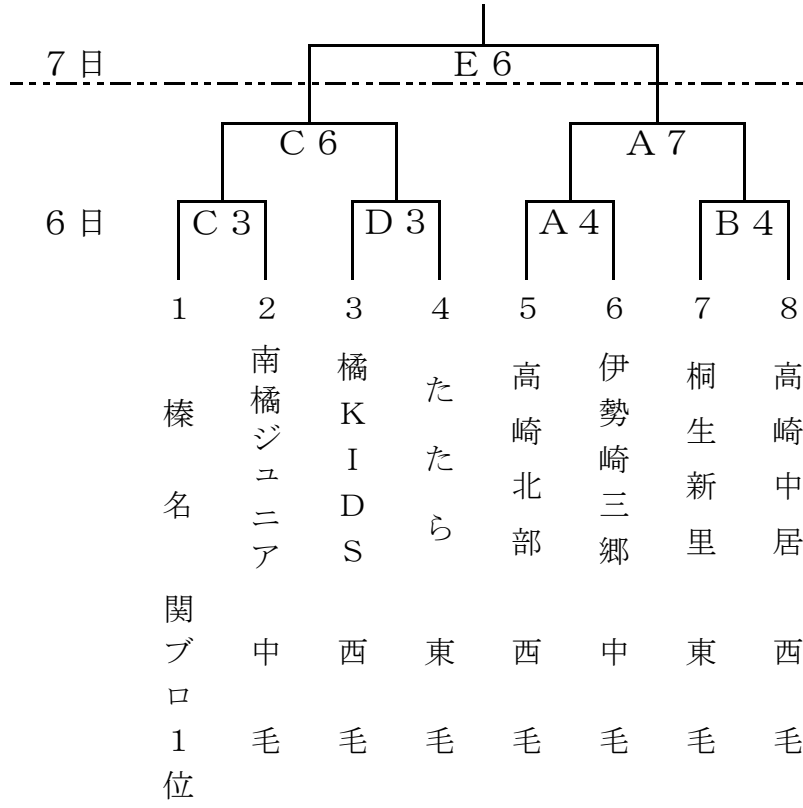 7日
E6
C6
A7
6日
C3
D3
A4
B4
1
2
3
4
5
6
7
8
榛名
南橘ジュニア
橘KIDS
たたら
高崎北部
伊勢崎三郷
桐生新里
高崎中居
関ブロ1位
中毛
西毛
東毛
西毛
中毛
東毛
西毛